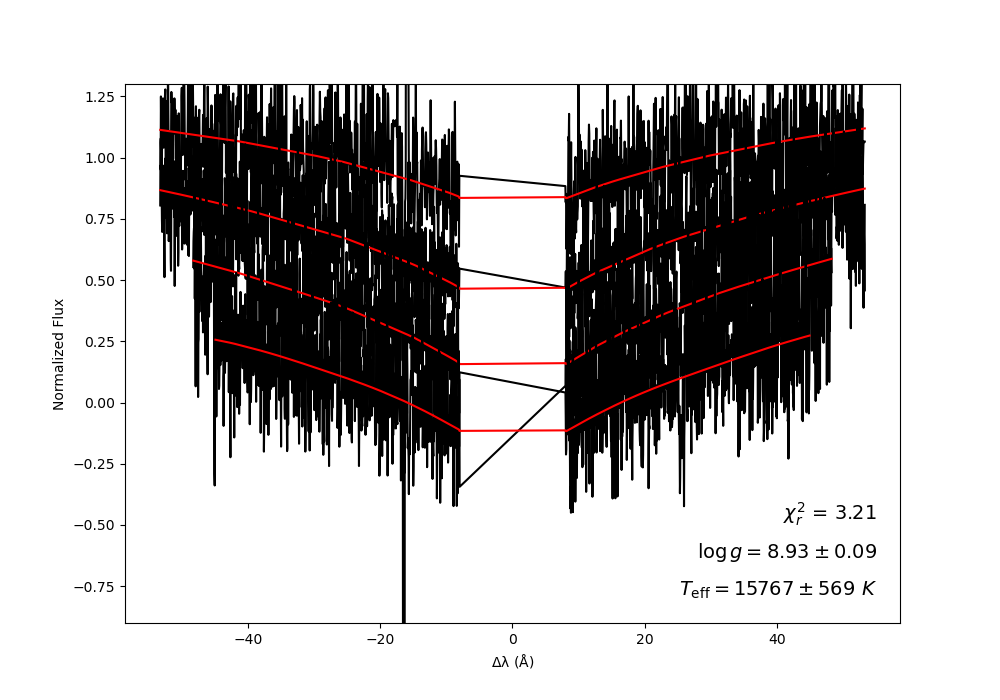 1.25
1.00
0.75
0.50
0.25
0.00
−0.25
−0.50
−0.75
Normalized Flux
χ²ᵣ = 3.21
log g = 8.93 ± 0.09
T_eff = 15767 ± 569 K
−40
−20
0
20
40
Δλ (Å)